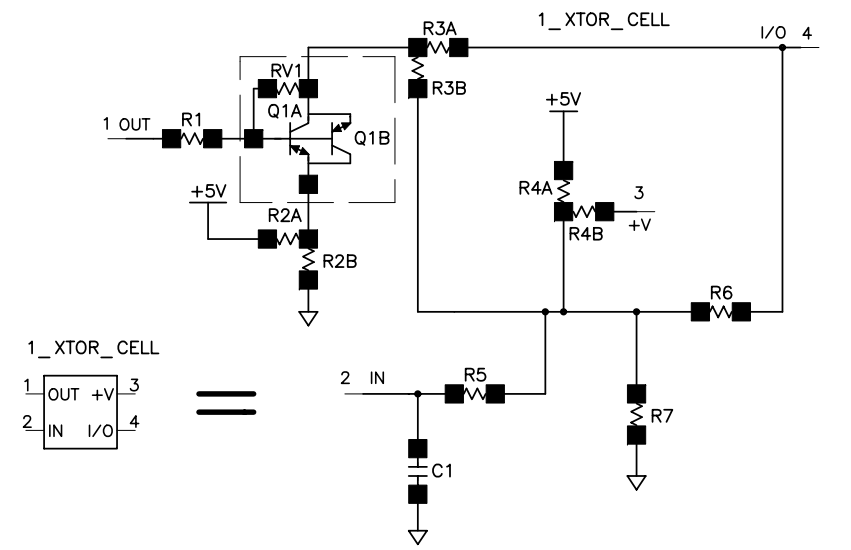 1_XTOR_CELL
R3A
I/O 4
RV1
R3B
Q1A
+5V
1 OUT
R1
Q1B
+5V
R4A
3
R2A
R4B
+V
R2B
R6
1_XTOR_CELL
2 IN
R5
1 OUT +V 3
2 IN I/O 4
R7
C1